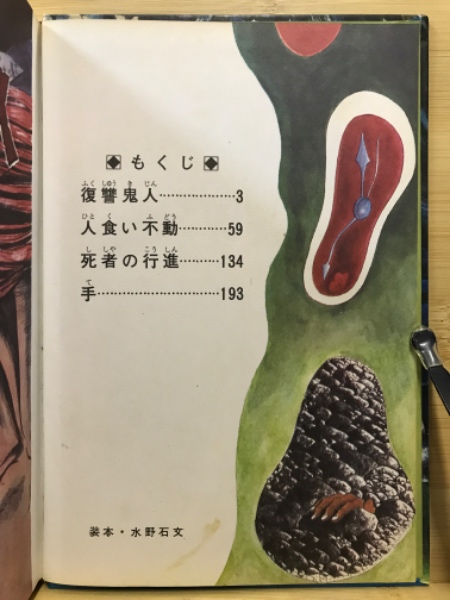 ◆もくじ◆
復讐鬼人…………………3
人食い不動…………59
死者の行進………134
手…………………………193
装本・水野石文